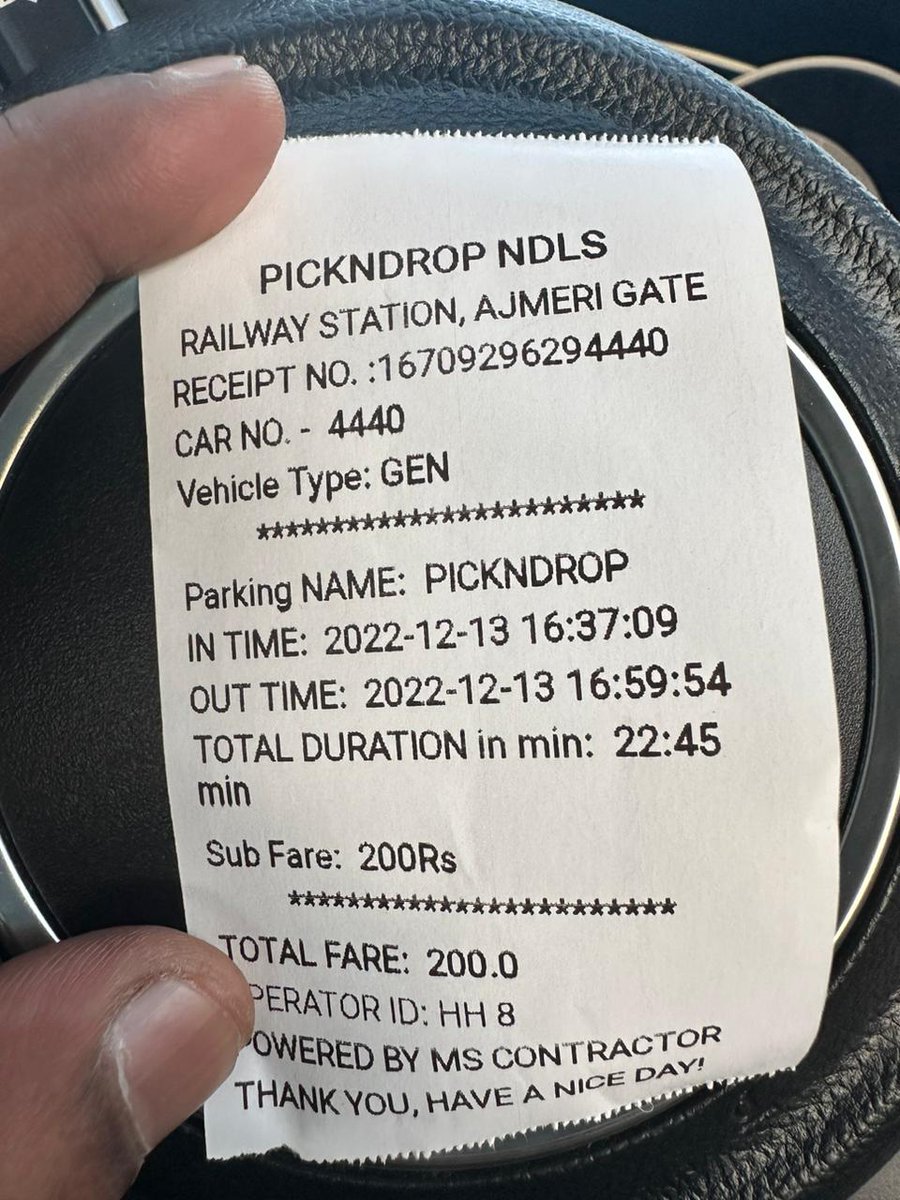 PICKNDROP NDLS
RAILWAY STATION, AJMERI GATE
RECEIPT NO. :16709296294440
CAR NO. - 4440
Vehicle Type: GEN
*************************
Parking NAME: PICKNDROP
IN TIME: 2022-12-13 16:37:09
OUT TIME: 2022-12-13 16:59:54
TOTAL DURATION in min: 22:45
min
Sub Fare: 200Rs
*************************
TOTAL FARE: 200.0
PERATOR ID: HH 8
POWERED BY MS CONTRACTOR
THANK YOU, HAVE A NICE DAY!